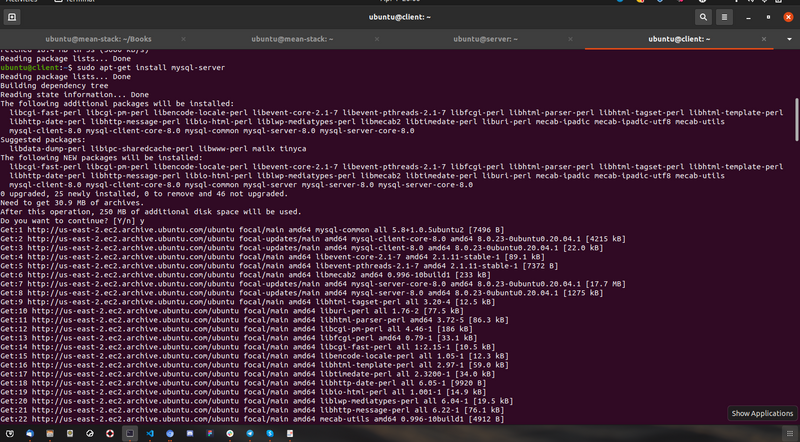 Terminal
ubuntu@client: ~
ubuntu@mean-stack: ~/Books
ubuntu@mean-stack: ~
ubuntu@server: ~
ubuntu@client: ~
Reading package lists... Done
ubuntu@client:~$ sudo apt-get install mysql-server
Reading package lists... Done
Building dependency tree
Reading state information... Done
The following additional packages will be installed:
libcgi-fast-perl libcgi-pm-perl libencode-locale-perl libevent-core-2.1-7 libevent-pthreads-2.1-7 libfcgi-perl libhtml-parser-perl libhtml-tagset-perl libhtml-template-perl
libhttp-date-perl libhttp-message-perl libio-html-perl liblwp-mediatypes-perl libmecab2 libtimedate-perl liburi-perl mecab-ipadic mecab-ipadic-utf8 mecab-utils
mysql-client-8.0 mysql-client-core-8.0 mysql-common mysql-server-8.0 mysql-server-core-8.0
Suggested packages:
libdata-dump-perl libipc-sharedcache-perl libwww-perl mailx tinyca
The following NEW packages will be installed:
libcgi-fast-perl libcgi-pm-perl libencode-locale-perl libevent-core-2.1-7 libevent-pthreads-2.1-7 libfcgi-perl libhtml-parser-perl libhtml-tagset-perl libhtml-template-perl
libhttp-date-perl libhttp-message-perl libio-html-perl liblwp-mediatypes-perl libmecab2 libtimedate-perl liburi-perl mecab-ipadic mecab-ipadic-utf8 mecab-utils
mysql-client-8.0 mysql-client-core-8.0 mysql-common mysql-server mysql-server-8.0 mysql-server-core-8.0
0 upgraded, 25 newly installed, 0 to remove and 46 not upgraded.
Need to get 30.9 MB of archives.
After this operation, 250 MB of additional disk space will be used.
Do you want to continue? [Y/n] y
Get:1 http://us-east-2.ec2.archive.ubuntu.com/ubuntu focal/main amd64 mysql-common all 5.8+1.0.5ubuntu2 [7496 B]
Get:2 http://us-east-2.ec2.archive.ubuntu.com/ubuntu focal-updates/main amd64 mysql-client-core-8.0 amd64 8.0.23-0ubuntu0.20.04.1 [4215 kB]
Get:3 http://us-east-2.ec2.archive.ubuntu.com/ubuntu focal-updates/main amd64 mysql-client-8.0 amd64 8.0.23-0ubuntu0.20.04.1 [22.0 kB]
Get:4 http://us-east-2.ec2.archive.ubuntu.com/ubuntu focal/main amd64 libevent-core-2.1-7 amd64 2.1.11-stable-1 [89.1 kB]
Get:5 http://us-east-2.ec2.archive.ubuntu.com/ubuntu focal/main amd64 libevent-pthreads-2.1-7 amd64 2.1.11-stable-1 [7372 B]
Get:6 http://us-east-2.ec2.archive.ubuntu.com/ubuntu focal/main amd64 libmecab2 amd64 0.996-10build1 [233 kB]
Get:7 http://us-east-2.ec2.archive.ubuntu.com/ubuntu focal-updates/main amd64 mysql-server-core-8.0 amd64 8.0.23-0ubuntu0.20.04.1 [17.7 MB]
Get:8 http://us-east-2.ec2.archive.ubuntu.com/ubuntu focal-updates/main amd64 mysql-server-8.0 amd64 8.0.23-0ubuntu0.20.04.1 [1275 kB]
Get:9 http://us-east-2.ec2.archive.ubuntu.com/ubuntu focal/main amd64 libhtml-tagset-perl all 3.20-4 [12.5 kB]
Get:10 http://us-east-2.ec2.archive.ubuntu.com/ubuntu focal/main amd64 liburi-perl all 1.76-2 [77.5 kB]
Get:11 http://us-east-2.ec2.archive.ubuntu.com/ubuntu focal/main amd64 libhtml-parser-perl amd64 3.72-5 [86.3 kB]
Get:12 http://us-east-2.ec2.archive.ubuntu.com/ubuntu focal/main amd64 libcgi-pm-perl all 4.46-1 [186 kB]
Get:13 http://us-east-2.ec2.archive.ubuntu.com/ubuntu focal/main amd64 libfcgi-perl amd64 0.79-1 [33.1 kB]
Get:14 http://us-east-2.ec2.archive.ubuntu.com/ubuntu focal/main amd64 libcgi-fast-perl all 1:2.15-1 [10.5 kB]
Get:15 http://us-east-2.ec2.archive.ubuntu.com/ubuntu focal/main amd64 libencode-locale-perl all 1.05-1 [12.3 kB]
Get:16 http://us-east-2.ec2.archive.ubuntu.com/ubuntu focal/main amd64 libhtml-template-perl all 2.97-1 [59.0 kB]
Get:17 http://us-east-2.ec2.archive.ubuntu.com/ubuntu focal/main amd64 libtimedate-perl all 2.3200-1 [34.0 kB]
Get:18 http://us-east-2.ec2.archive.ubuntu.com/ubuntu focal/main amd64 libhttp-date-perl all 6.05-1 [9920 B]
Get:19 http://us-east-2.ec2.archive.ubuntu.com/ubuntu focal/main amd64 libio-html-perl all 1.001-1 [14.9 kB]
Get:20 http://us-east-2.ec2.archive.ubuntu.com/ubuntu focal/main amd64 liblwp-mediatypes-perl all 6.04-1 [19.5 kB]
Get:21 http://us-east-2.ec2.archive.ubuntu.com/ubuntu focal/main amd64 libhttp-message-perl all 6.22-1 [76.1 kB]
Get:22 http://us-east-2.ec2.archive.ubuntu.com/ubuntu focal/main amd64 mecab-utils amd64 0.996-10build1 [4912 B]
Show Applications